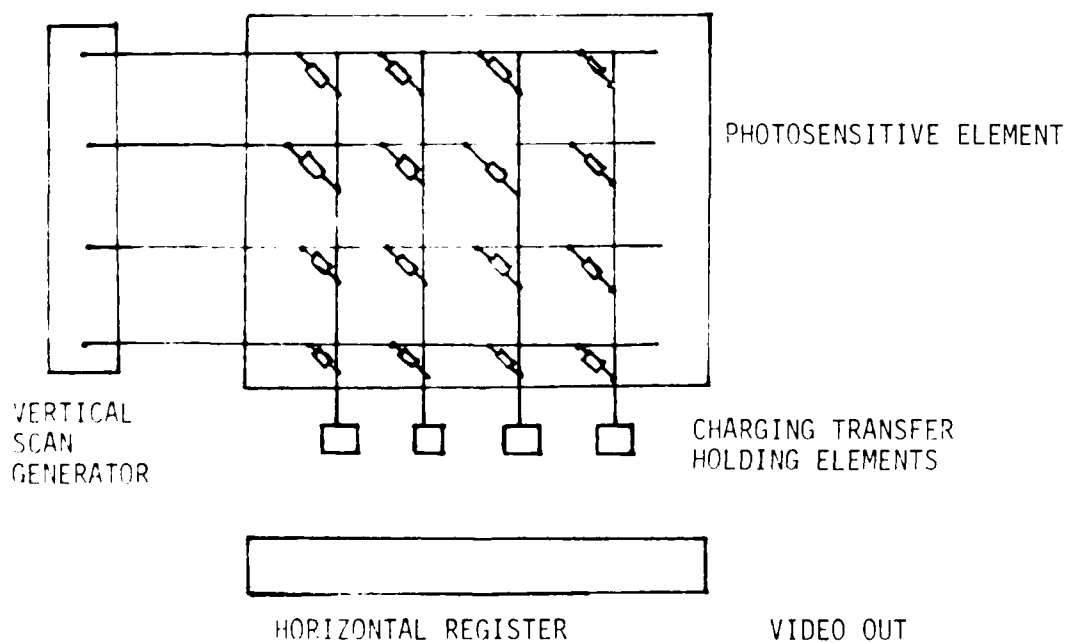 PHOTOSENSITIVE ELEMENT
VERTICAL
SCAN
GENERATOR
CHARGING TRANSFER
HOLDING ELEMENTS
HORIZONTAL REGISTER
VIDEO OUT